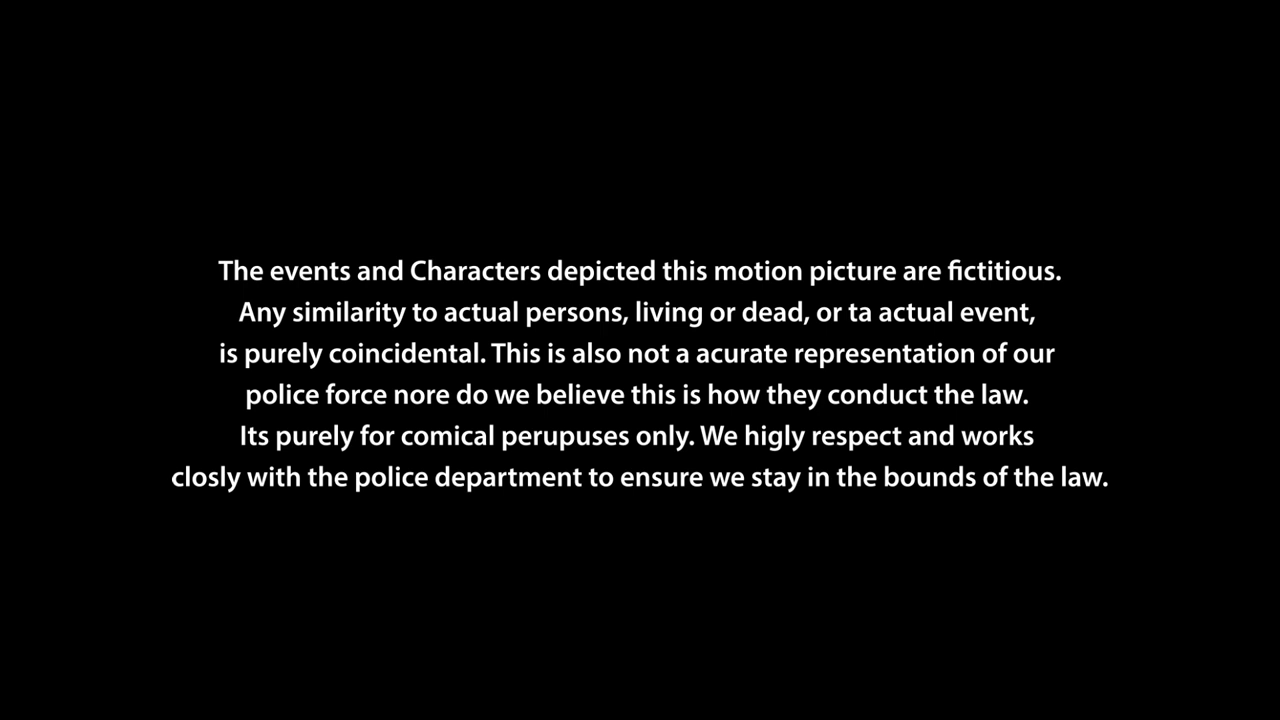 The events and Characters depicted this motion picture are fictitious.
Any similarity to actual persons, living or dead, or ta actual event,
is purely coincidental. This is also not a acurate representation of our
police force nore do we believe this is how they conduct the law.
Its purely for comical perupuses only. We higly respect and works
closly with the police department to ensure we stay in the bounds of the law.